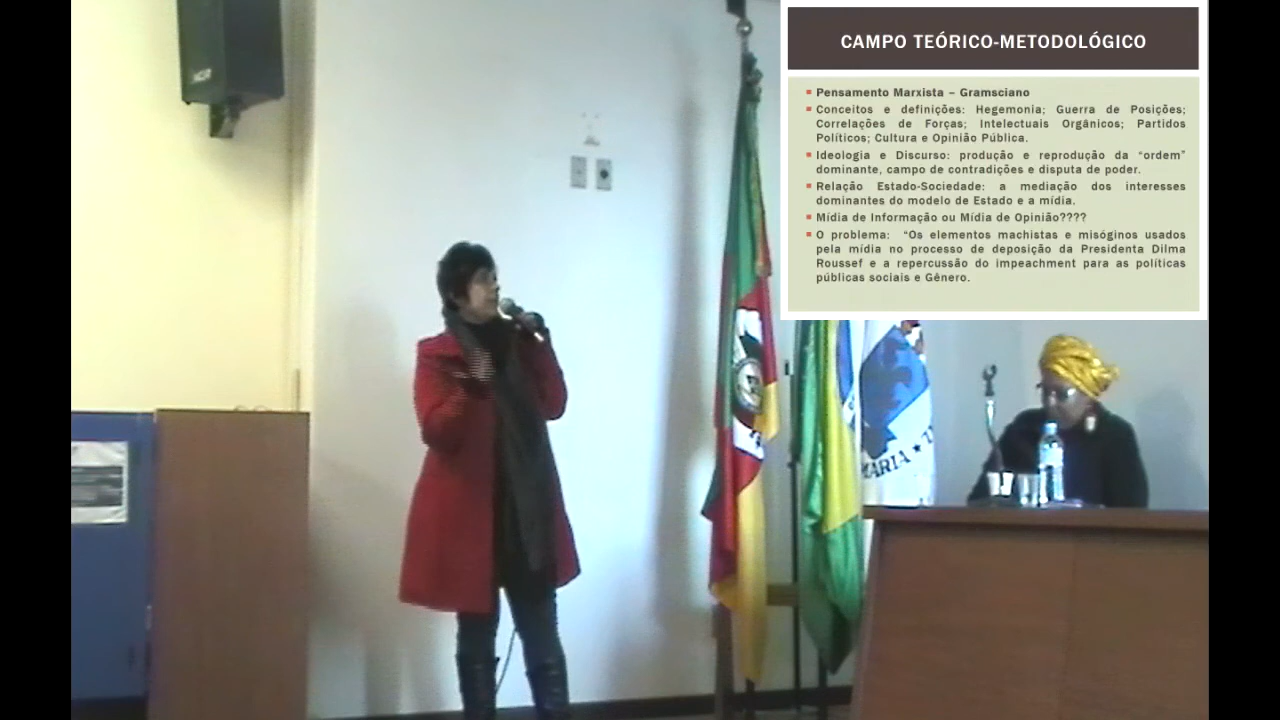 CAMPO TEÓRICO-METODOLÓGICO
Pensamento Marxista – Gramsciano
Conceitos e definições: Hegemonia; Guerra de Posições;
Correlações de Forças; Intelectuais Orgânicos; Partidos
Políticos; Cultura e Opinião Pública.
Ideologia e Discurso: produção e reprodução da “ordem”
dominante, campo de contradições e disputa de poder.
Relação Estado-Sociedade: a mediação dos interesses
dominantes do modelo de Estado e a mídia.
Mídia de Informação ou Mídia de Opinião????
O problema: “Os elementos machistas e misóginos usados
pela mídia no processo de deposição da Presidenta Dilma
Roussef e a repercussão do impeachment para as políticas
públicas sociais e Gênero.
MARIA ★